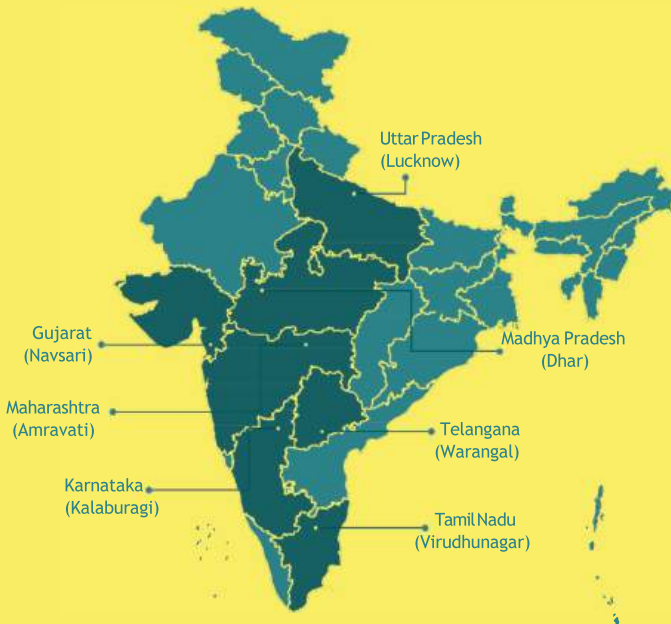 Uttar Pradesh
(Lucknow)
Gujarat
(Navsari)
Madhya Pradesh
(Dhar)
Maharashtra
(Amravati)
Telangana
(Warangal)
Karnataka
(Kalaburagi)
Tamil Nadu
(Virudhunagar)